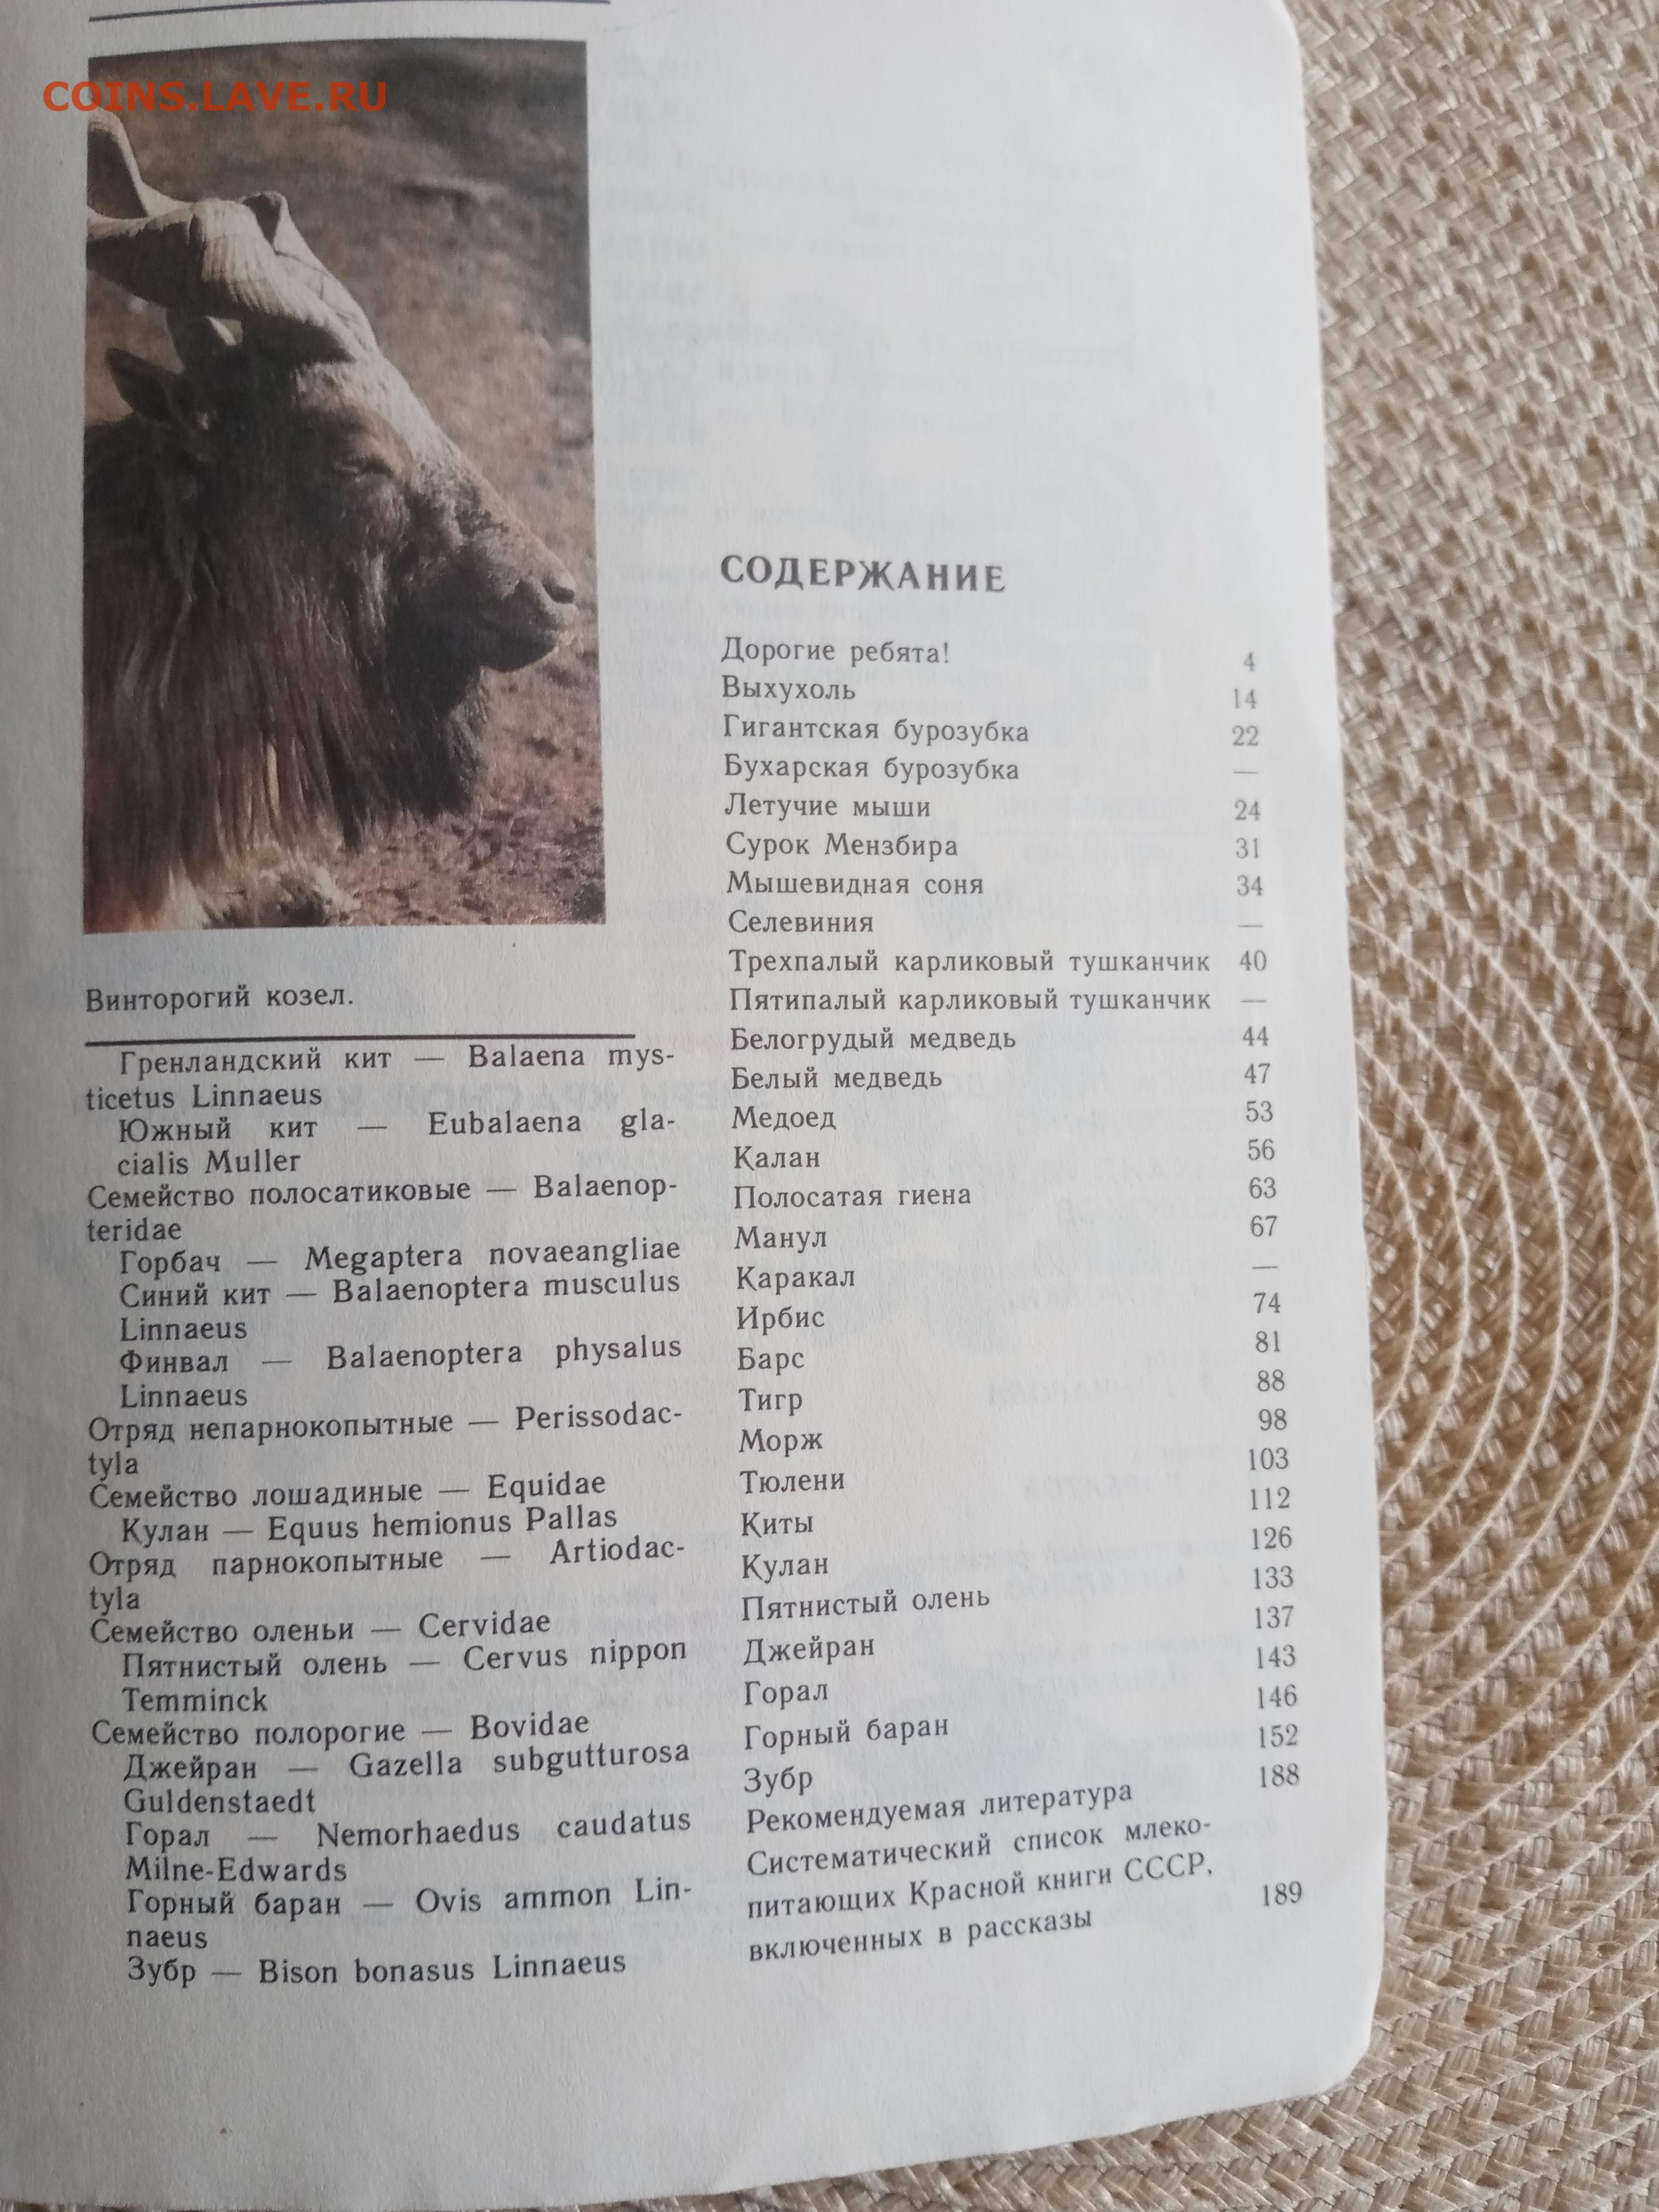 COINS.LAVE.RU
Винторогий козел.
Гренландский кит — Balaena mys-
ticetus Linnaeus
Южный кит — Eubalaena gla-
cialis Muller
Семейство полосатиковые — Balaenop-
teridae
Горбач — Megaptera novaeangliae
Синий кит — Balaenoptera musculus
Linnaeus
Финвал — Balaenoptera physalus
Linnaeus
Отряд непарнокопытные — Perissodac-
tyla
Семейство лошадиные — Equidae
Кулан — Equus hemionus Pallas
Отряд парнокопытные — Artiodac-
tyla
Семейство оленьи — Cervidae
Пятнистый олень — Cervus nippon
Temminck
Семейство полорогие — Bovidae
Джейран — Gazella subgutturosa
Guldenstaedt
Горал — Nemorhaedus caudatus
Milne-Edwards
Горный баран — Ovis ammon Lin-
naeus
Зубр — Bison bonasus Linnaeus
СОДЕРЖАНИЕ
Дорогие ребята! 4
Выхухоль 14
Гигантская бурозубка 22
Бухарская бурозубка —
Летучие мыши 24
Сурок Мензбира 31
Мышевидная соня 34
Селевиния —
Трехпалый карликовый тушканчик 40
Пятипалый карликовый тушканчик —
Белогрудый медведь 44
Белый медведь 47
Медоед 53
Калан 56
Полосатая гиена 63
Манул 67
Каракал —
Ирбис 74
Барс 81
Тигр 88
Морж 98
Тюлени 103
Киты 112
Кулан 126
Пятнистый олень 133
Джейран 137
Горал 143
Горный баран 146
Зубр 152
Рекомендуемая литература 188
Систематический список млеко-
питающих Красной книги СССР,
включенных в рассказы 189